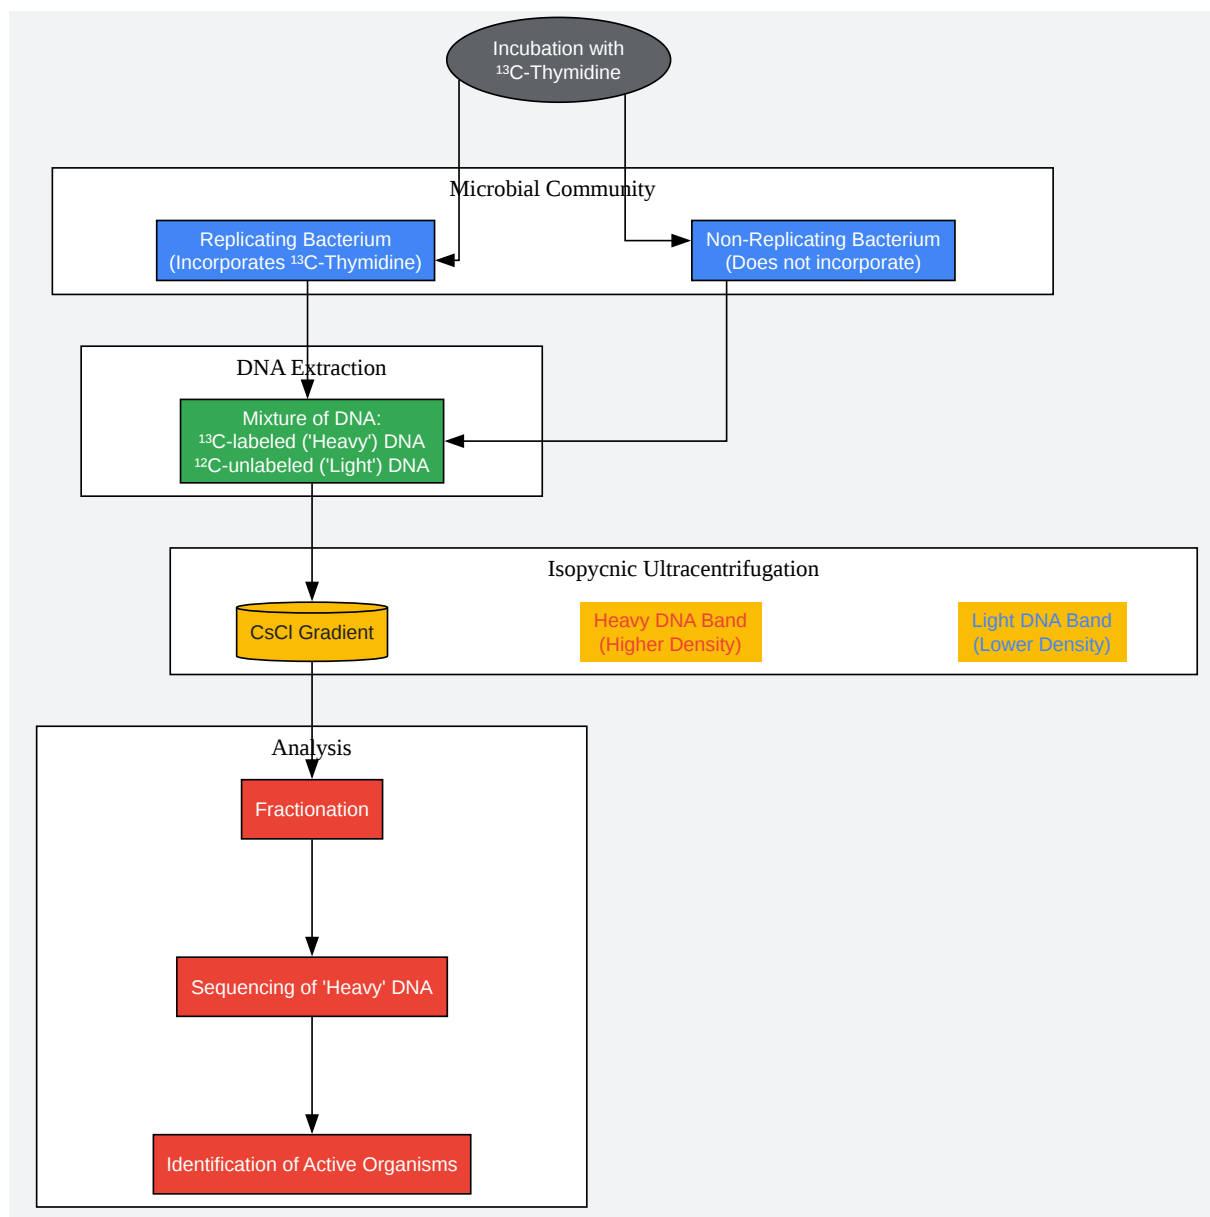 Incubation with
¹³C-Thymidine
Microbial Community
Replicating Bacterium
(Incorporates ¹³C-Thymidine)
Non-Replicating Bacterium
(Does not incorporate)
DNA Extraction
Mixture of DNA:
¹³C-labeled ('Heavy') DNA
¹²C-unlabeled ('Light') DNA
Isopycnic Ultracentrifugation
CsCl Gradient
Heavy DNA Band
(Higher Density)
Light DNA Band
(Lower Density)
Analysis
Fractionation
Sequencing of 'Heavy' DNA
Identification of Active Organisms